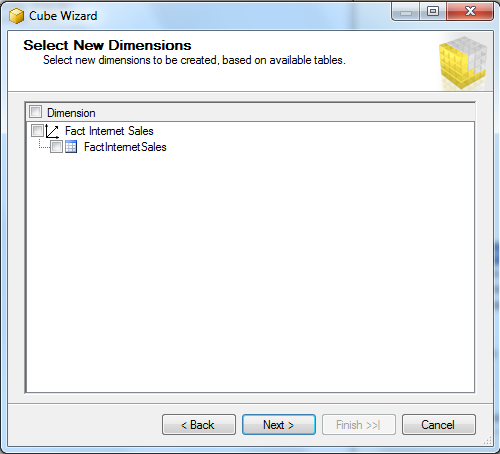 Cube Wizard
Select New Dimensions
Select new dimensions to be created, based on available tables.
Dimension
Fact Internet Sales
FactInternetSales
< Back
Next >
Finish >>|
Cancel